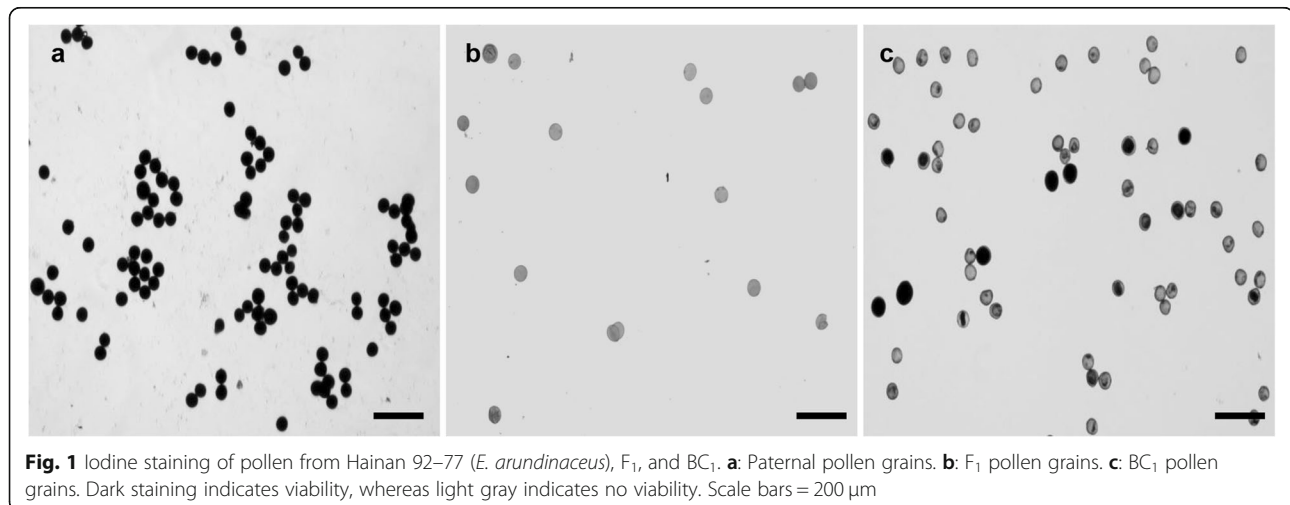 a
b
c
Fig. 1 Iodine staining of pollen from Hainan 92–77 (E. arundinaceus), F1, and BC1. a: Paternal pollen grains. b: F1 pollen grains. c: BC1 pollen
grains. Dark staining indicates viability, whereas light gray indicates no viability. Scale bars = 200 μm